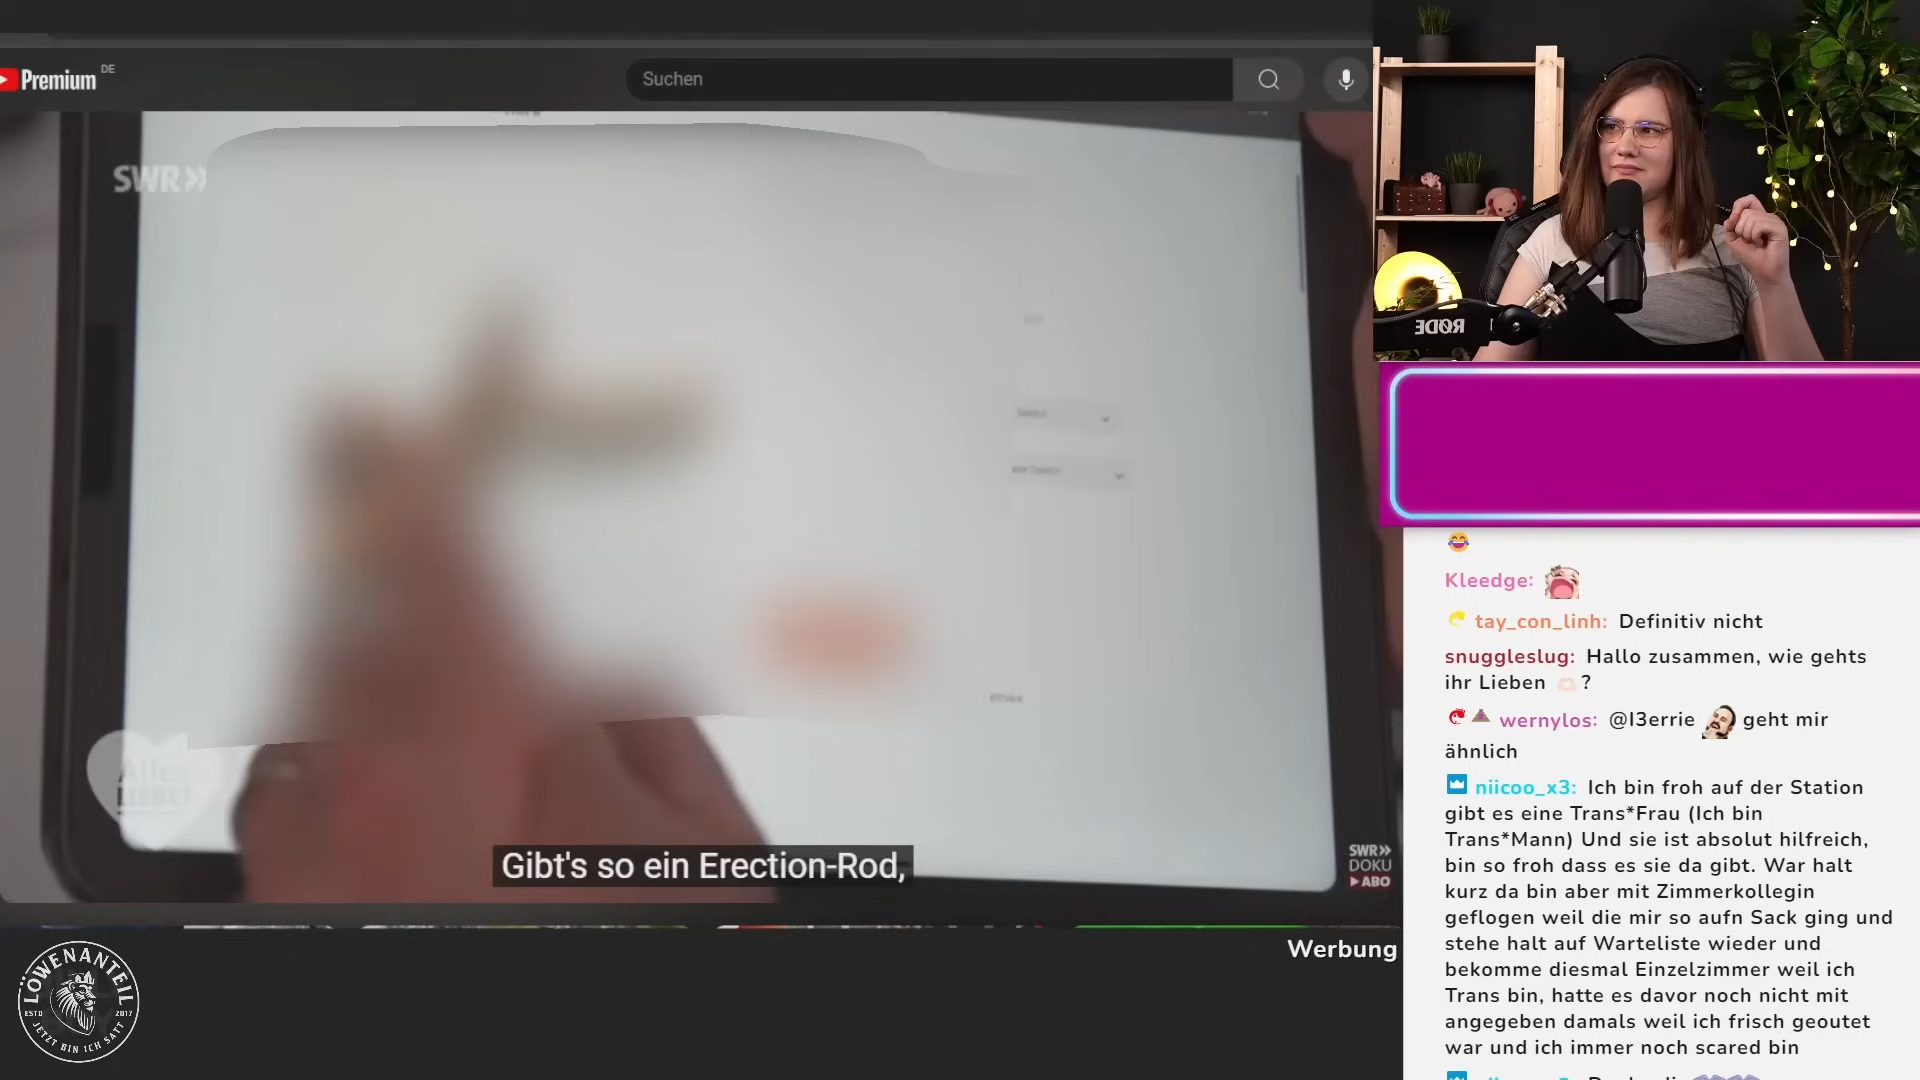 Premium DE
Suchen
SWR»
Alles
LIEBE!
Gibt's so ein Erection-Rod,
SWR»
DOKU
ABO
Werbung
LÖWENANTEIL
ESTD 2017
JETZT BIN ICH SATT
RØDE
😂
Kleedge:
tay_con_linh: Definitiv nicht
snuggleslug: Hallo zusammen, wie gehts
ihr Lieben 🫶🏻?
wernylos: @I3errie geht mir
ähnlich
niicoo_x3: Ich bin froh auf der Station
gibt es eine Trans*Frau (Ich bin
Trans*Mann) Und sie ist absolut hilfreich,
bin so froh dass es sie da gibt. War halt
kurz da bin aber mit Zimmerkollegin
geflogen weil die mir so aufn Sack ging und
stehe halt auf Warteliste wieder und
bekomme diesmal Einzelzimmer weil ich
Trans bin, hatte es davor noch nicht mit
angegeben damals weil ich frisch geoutet
war und ich immer noch scared bin